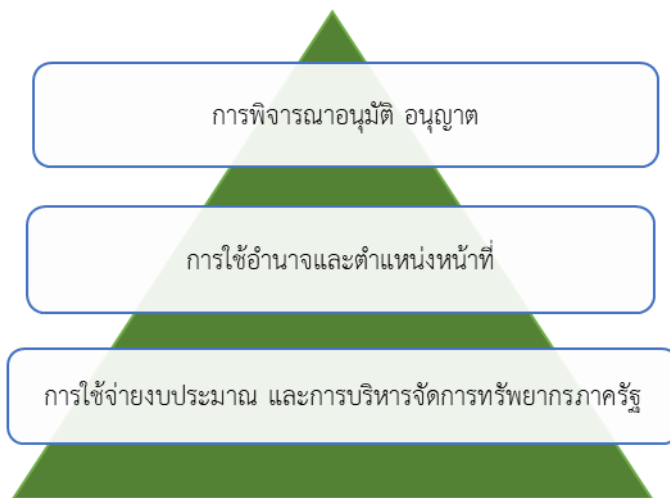 การพิจารณาอนุมัติ อนุญาต
การใช้อำนาจและตำแหน่งหน้าที่
การใช้จ่ายงบประมาณ และการบริหารจัดการทรัพยากรภาครัฐ